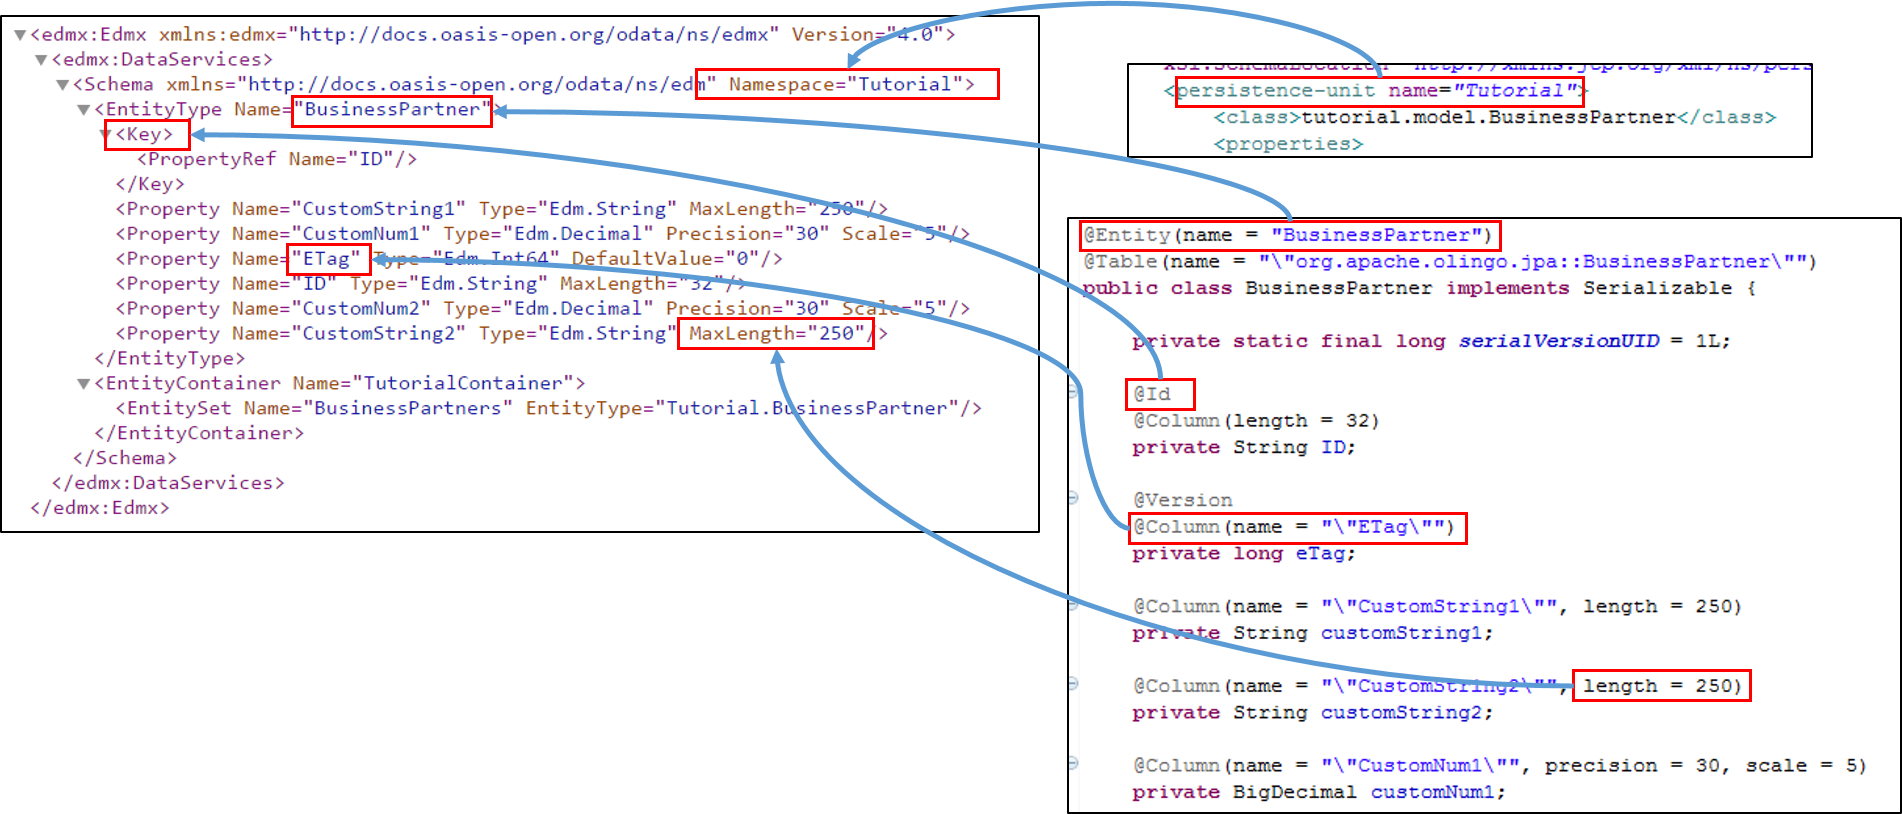 <edmx:Edmx xmlns:edmx="http://docs.oasis-open.org/odata/ns/edmx" Version="4.0">
<edmx:DataServices>
<Schema xmlns="http://docs.oasis-open.org/odata/ns/edm" Namespace="Tutorial">
<EntityType Name="BusinessPartner">
<Key>
<PropertyRef Name="ID"/>
</Key>
<Property Name="CustomString1" Type="Edm.String" MaxLength="250"/>
<Property Name="CustomNum1" Type="Edm.Decimal" Precision="30" Scale="5"/>
<Property Name="ETag" Type="Edm.Int64" DefaultValue="0"/>
<Property Name="ID" Type="Edm.String" MaxLength="32"/>
<Property Name="CustomNum2" Type="Edm.Decimal" Precision="30" Scale="5"/>
<Property Name="CustomString2" Type="Edm.String" MaxLength="250"/>
</EntityType>
<EntityContainer Name="TutorialContainer">
<EntitySet Name="BusinessPartners" EntityType="Tutorial.BusinessPartner"/>
</EntityContainer>
</Schema>
</edmx:DataServices>
</edmx:Edmx>
xsi:schemaLocation="http://xmlns.jcp.org/xml/ns/pers
<persistence-unit name="Tutorial">
<class>tutorial.model.BusinessPartner</class>
<properties>
@Entity(name = "BusinessPartner")
@Table(name = "\"org.apache.olingo.jpa::BusinessPartner\"")
public class BusinessPartner implements Serializable {
private static final long serialVersionUID = 1L;
@Id
@Column(length = 32)
private String ID;
@Version
@Column(name = "\"ETag\"")
private long eTag;
@Column(name = "\"CustomString1\"", length = 250)
private String customString1;
@Column(name = "\"CustomString2\"", length = 250)
private String customString2;
@Column(name = "\"CustomNum1\"", precision = 30, scale = 5)
private BigDecimal customNum1;